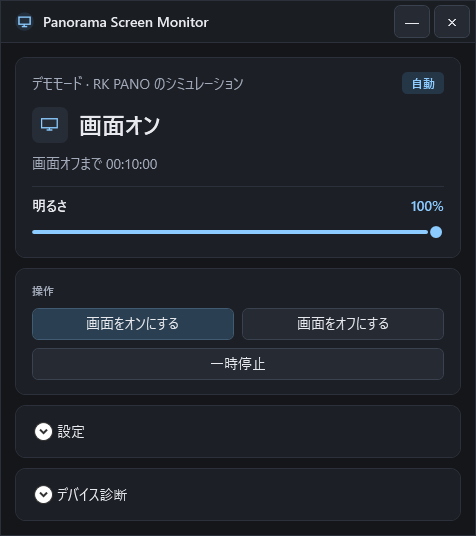 Panorama Screen Monitor
デモモード · RK PANO のシミュレーション
自動
画面オン
画面オフまで 00:10:00
明るさ
100%
操作
画面をオンにする
画面をオフにする
一時停止
設定
デバイス診断